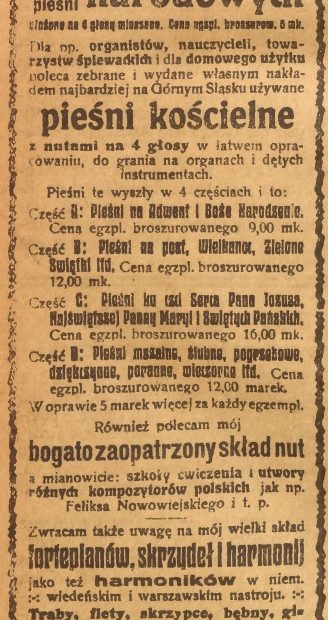 pieśni narodowych
ułożone na 4 głosy mieszane. Cena egzpl. broszurow. 5 mk.
Dla pp. organistów, nauczycieli, towa-
rzystw śpiewackich i dla domowego użytku
poleca zebrane i wydane własnym nakła-
dem najbardziej na Górnym Śląsku używane
pieśni kościelne
z nutami na 4 głosy w łatwem opra-
cowaniu, do grania na organach i dętych
instrumentach.
Pieśni te wyszły w 4 częściach i to:
Część A: Pieśni na Adwent i Boże Narodzenie.
Cena egzpl. broszurowanego 9,00 mk.
Część B: Pieśni na post, Wielkanoc, Zielone
Świątki itd. Cena egzpl. broszurowanego
12,00 mk.
Część C: Pieśni ku czci Serca Pana Jezusa,
Najświętszej Panny Maryi i Świętych Pańskich.
Cena egzpl. broszurowanego 16,00 mk.
Część D: Pieśni mszalne, ślubne, pogrzebowe,
dziękczynne, poranne, wieczorne itd. Cena
egzpl. broszurowanego 12,00 marek.
W oprawie 5 marek więcej za każdy egzempl.
Również polecam mój
bogato zaopatrzony skład nut
a mianowicie: szkoły ćwiczenia i utwory
różnych kompozytorów polskich jak np.
Feliksa Nowowiejskiego i t. p.
Zwracam także uwagę na mój wielki skład
fortepianów, skrzydeł i harmonij
jako też harmoników w niem.
:-: wiedeńskim i warszawskim nastroju. :-:
Trąby, flety, skrzypce, bębny, gi-